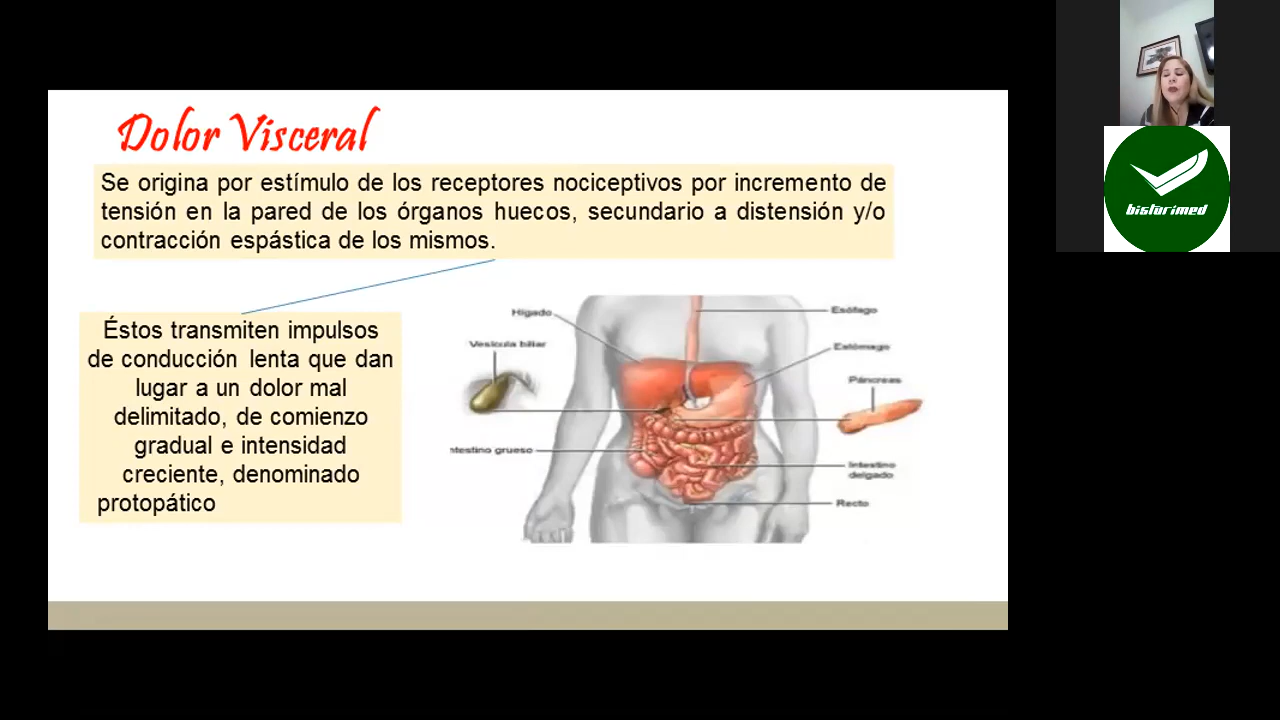 Dolor Visceral
Se origina por estímulo de los receptores nociceptivos por incremento de
tensión en la pared de los órganos huecos, secundario a distensión y/o
contracción espástica de los mismos.
Éstos transmiten impulsos
de conducción lenta que dan
lugar a un dolor mal
delimitado, de comienzo
gradual e intensidad
creciente, denominado
protopático
Hígado
Esófago
Vesícula biliar
Estómago
Páncreas
ntestino grueso
Intestino
delgado
Recto
bisturimed